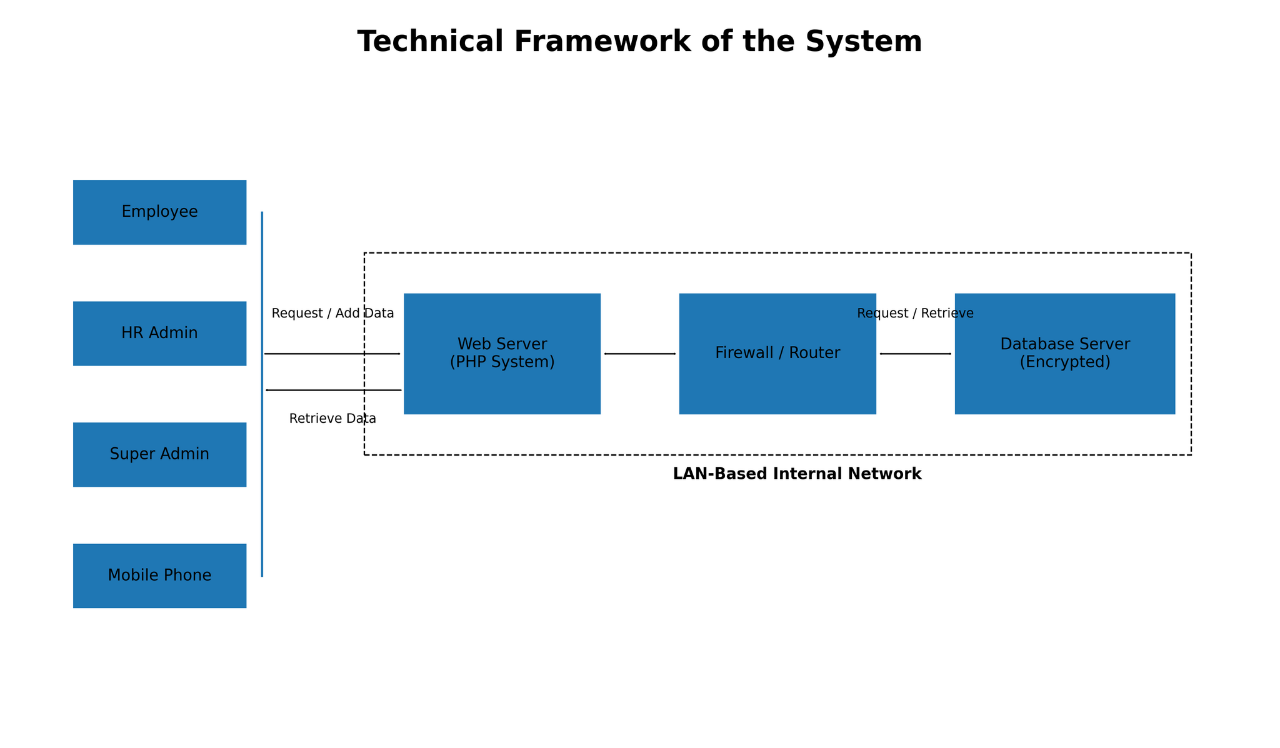 Technical Framework of the System
Employee
HR Admin
Super Admin
Mobile Phone
Request / Add Data
Retrieve Data
Web Server
(PHP System)
Firewall / Router
Request / Retrieve
Database Server
(Encrypted)
LAN-Based Internal Network